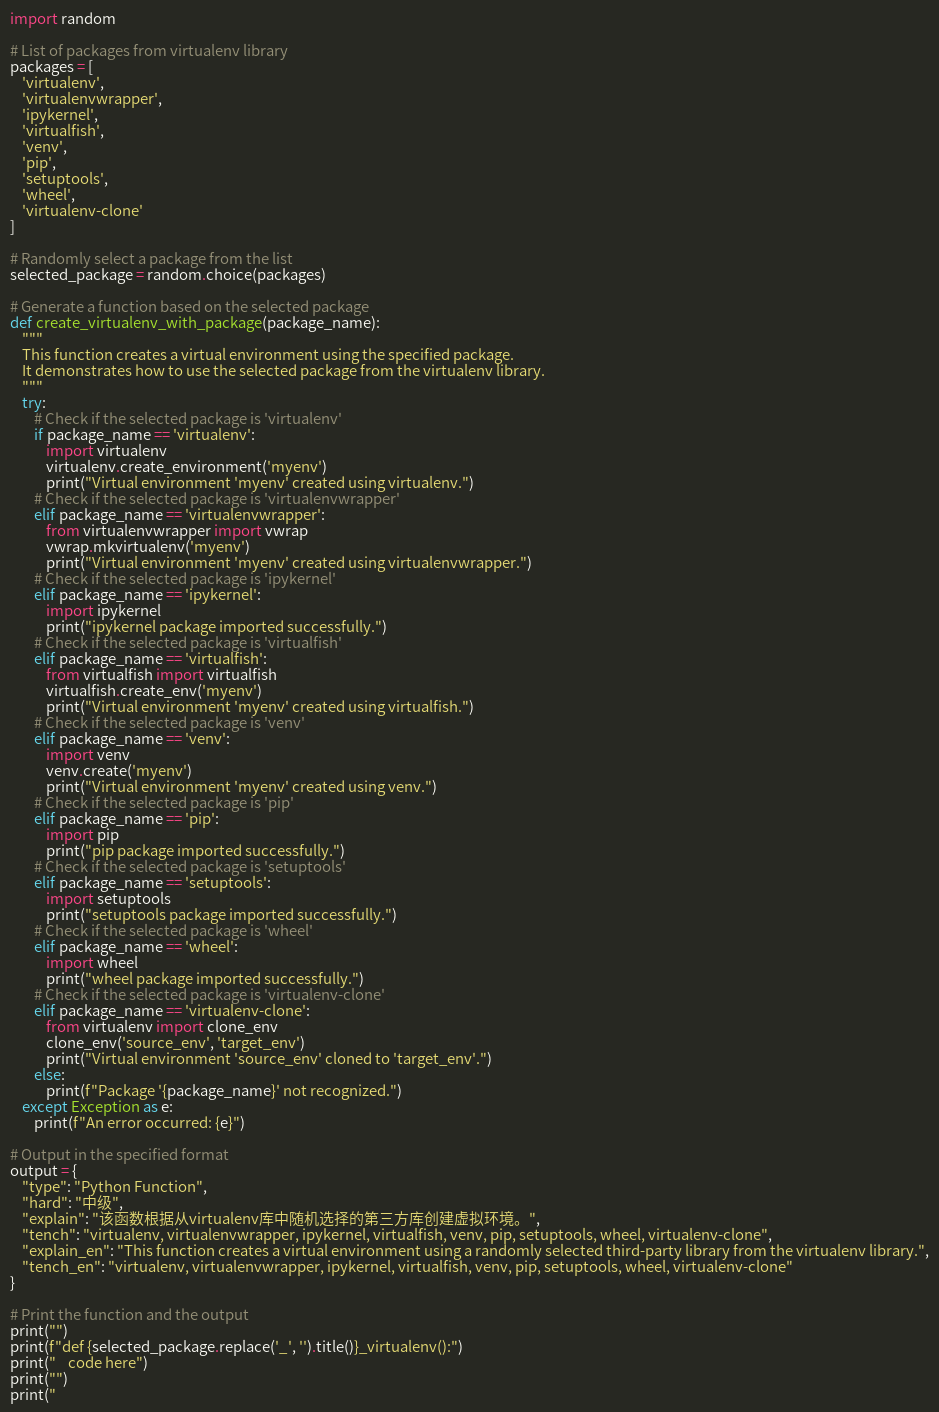 import random

# List of packages from virtualenv library
packages = [
    'virtualenv',
    'virtualenvwrapper',
    'ipykernel',
    'virtualfish',
    'venv',
    'pip',
    'setuptools',
    'wheel',
    'virtualenv-clone'
]

# Randomly select a package from the list
selected_package = random.choice(packages)

# Generate a function based on the selected package
def create_virtualenv_with_package(package_name):
    """
    This function creates a virtual environment using the specified package.
    It demonstrates how to use the selected package from the virtualenv library.
    """
    try:
        # Check if the selected package is 'virtualenv'
        if package_name == 'virtualenv':
            import virtualenv
            virtualenv.create_environment('myenv')
            print("Virtual environment 'myenv' created using virtualenv.")
        # Check if the selected package is 'virtualenvwrapper'
        elif package_name == 'virtualenvwrapper':
            from virtualenvwrapper import vwrap
            vwrap.mkvirtualenv('myenv')
            print("Virtual environment 'myenv' created using virtualenvwrapper.")
        # Check if the selected package is 'ipykernel'
        elif package_name == 'ipykernel':
            import ipykernel
            print("ipykernel package imported successfully.")
        # Check if the selected package is 'virtualfish'
        elif package_name == 'virtualfish':
            from virtualfish import virtualfish
            virtualfish.create_env('myenv')
            print("Virtual environment 'myenv' created using virtualfish.")
        # Check if the selected package is 'venv'
        elif package_name == 'venv':
            import venv
            venv.create('myenv')
            print("Virtual environment 'myenv' created using venv.")
        # Check if the selected package is 'pip'
        elif package_name == 'pip':
            import pip
            print("pip package imported successfully.")
        # Check if the selected package is 'setuptools'
        elif package_name == 'setuptools':
            import setuptools
            print("setuptools package imported successfully.")
        # Check if the selected package is 'wheel'
        elif package_name == 'wheel':
            import wheel
            print("wheel package imported successfully.")
        # Check if the selected package is 'virtualenv-clone'
        elif package_name == 'virtualenv-clone':
            from virtualenv import clone_env
            clone_env('source_env', 'target_env')
            print("Virtual environment 'source_env' cloned to 'target_env'.")
        else:
            print(f"Package '{package_name}' not recognized.")
    except Exception as e:
        print(f"An error occurred: {e}")

# Output in the specified format
output = {
    "type": "Python Function",
    "hard": "中级",
    "explain": "该函数根据从virtualenv库中随机选择的第三方库创建虚拟环境。",
    "tench": "virtualenv, virtualenvwrapper, ipykernel, virtualfish, venv, pip, setuptools, wheel, virtualenv-clone",
    "explain_en": "This function creates a virtual environment using a randomly selected third-party library from the virtualenv library.",
    "tench_en": "virtualenv, virtualenvwrapper, ipykernel, virtualfish, venv, pip, setuptools, wheel, virtualenv-clone"
}

# Print the function and the output
print("")
print(f"def {selected_package.replace('_', '').title()}_virtualenv():")
print("    code here")
print("")
print("